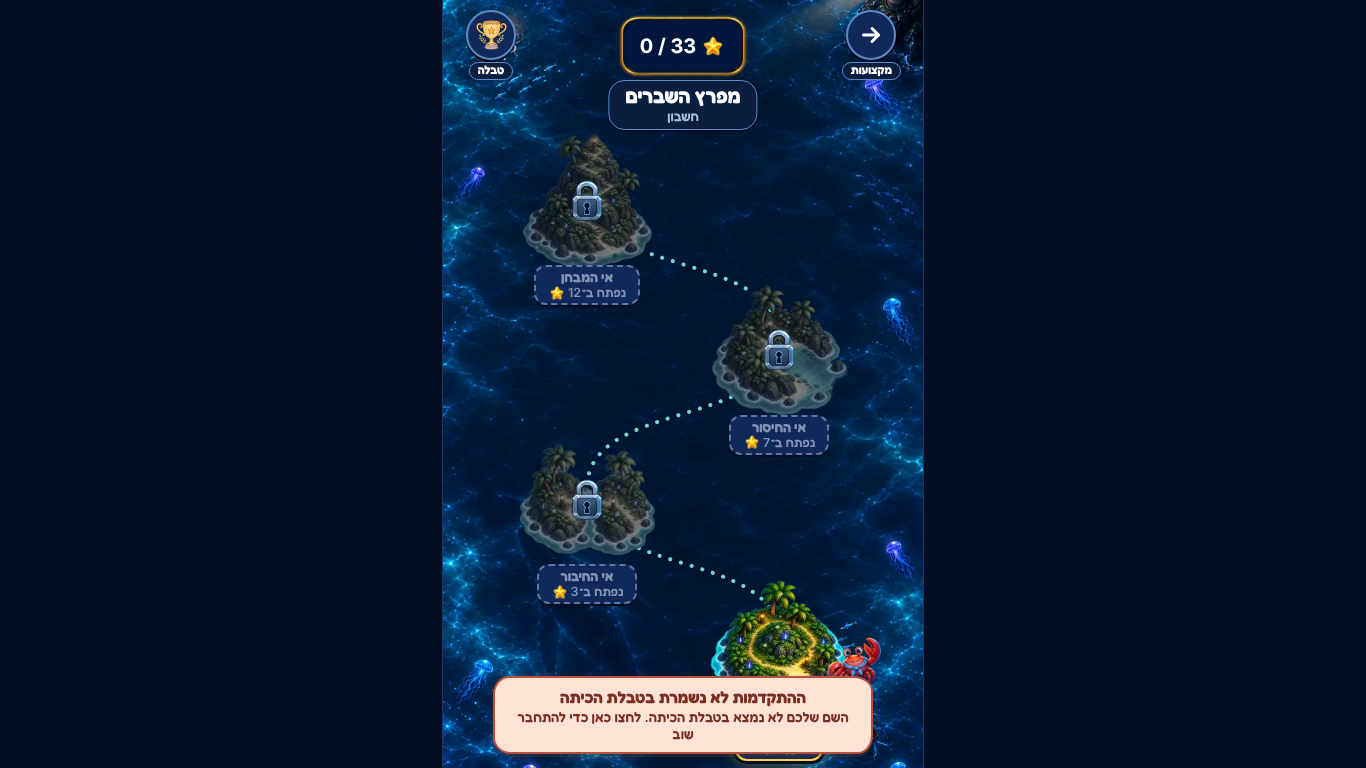 מקצועות
0 / 33
טבלה
מפרץ השברים
חשבון
אי המבחן
נפתח ב־12
אי החיסור
נפתח ב־7
אי החיבור
נפתח ב־3
ההתקדמות לא נשמרת בטבלת הכיתה
השם שלכם לא נמצא בטבלת הכיתה. לחצו כאן כדי להתחבר
שוב